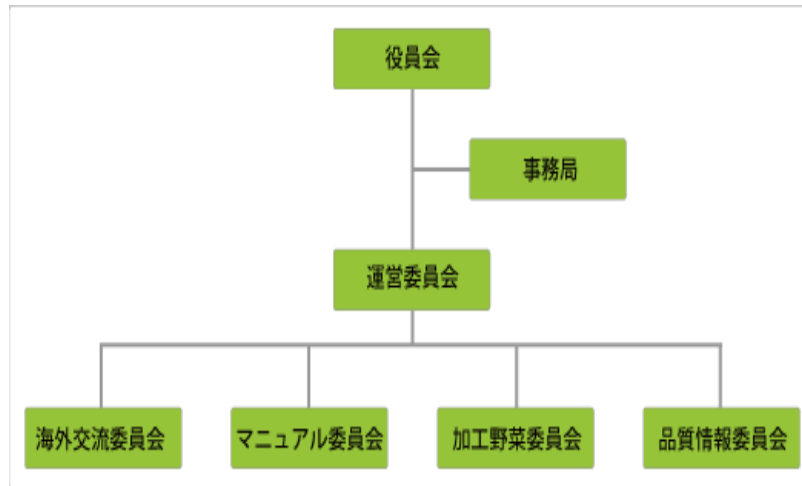 役員会
事務局
運営委員会
海外交流委員会
マニュアル委員会
加工野菜委員会
品質情報委員会